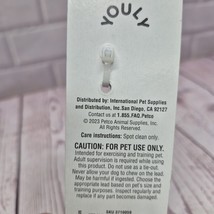 YOULY
Distributed by: International Pet Supplies
and Distribution, Inc. San Diego, CA 92127
Contact us at 1.855.FAQ.Petco
© 2023 Petco Animal Supplies, Inc.
All Rights Reserved.
Care instructions: Spot clean only.
CAUTION: FOR PET USE ONLY.
Intended for exercising and training pet.
Adult supervision is required while using
this product. Do not use as a tie-out.
Never allow your dog to chew on the lead.
May be harmful if ingested. Choose the
appropriate lead based on pet's size and
training purposes. Inspect regularly and
replace if any part becomes damaged.